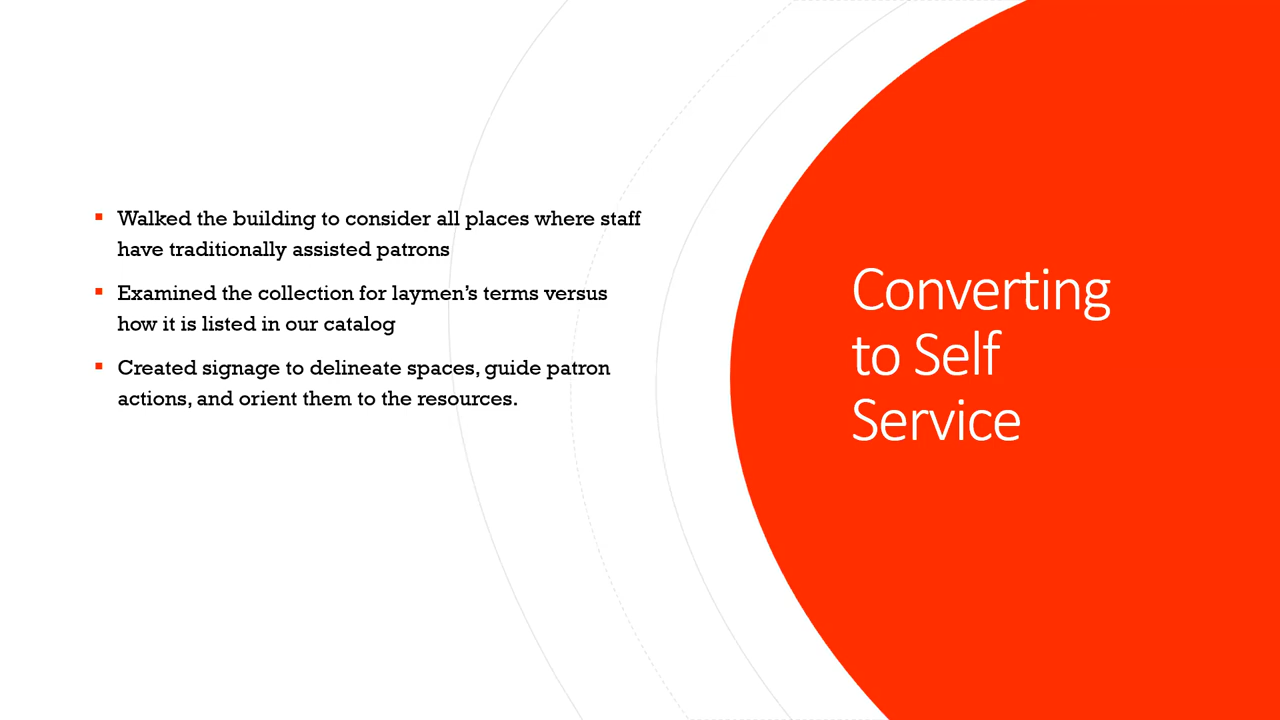 Walked the building to consider all places where staff
have traditionally assisted patrons
Examined the collection for laymen’s terms versus
how it is listed in our catalog
Created signage to delineate spaces, guide patron
actions, and orient them to the resources.
Converting
to Self
Service